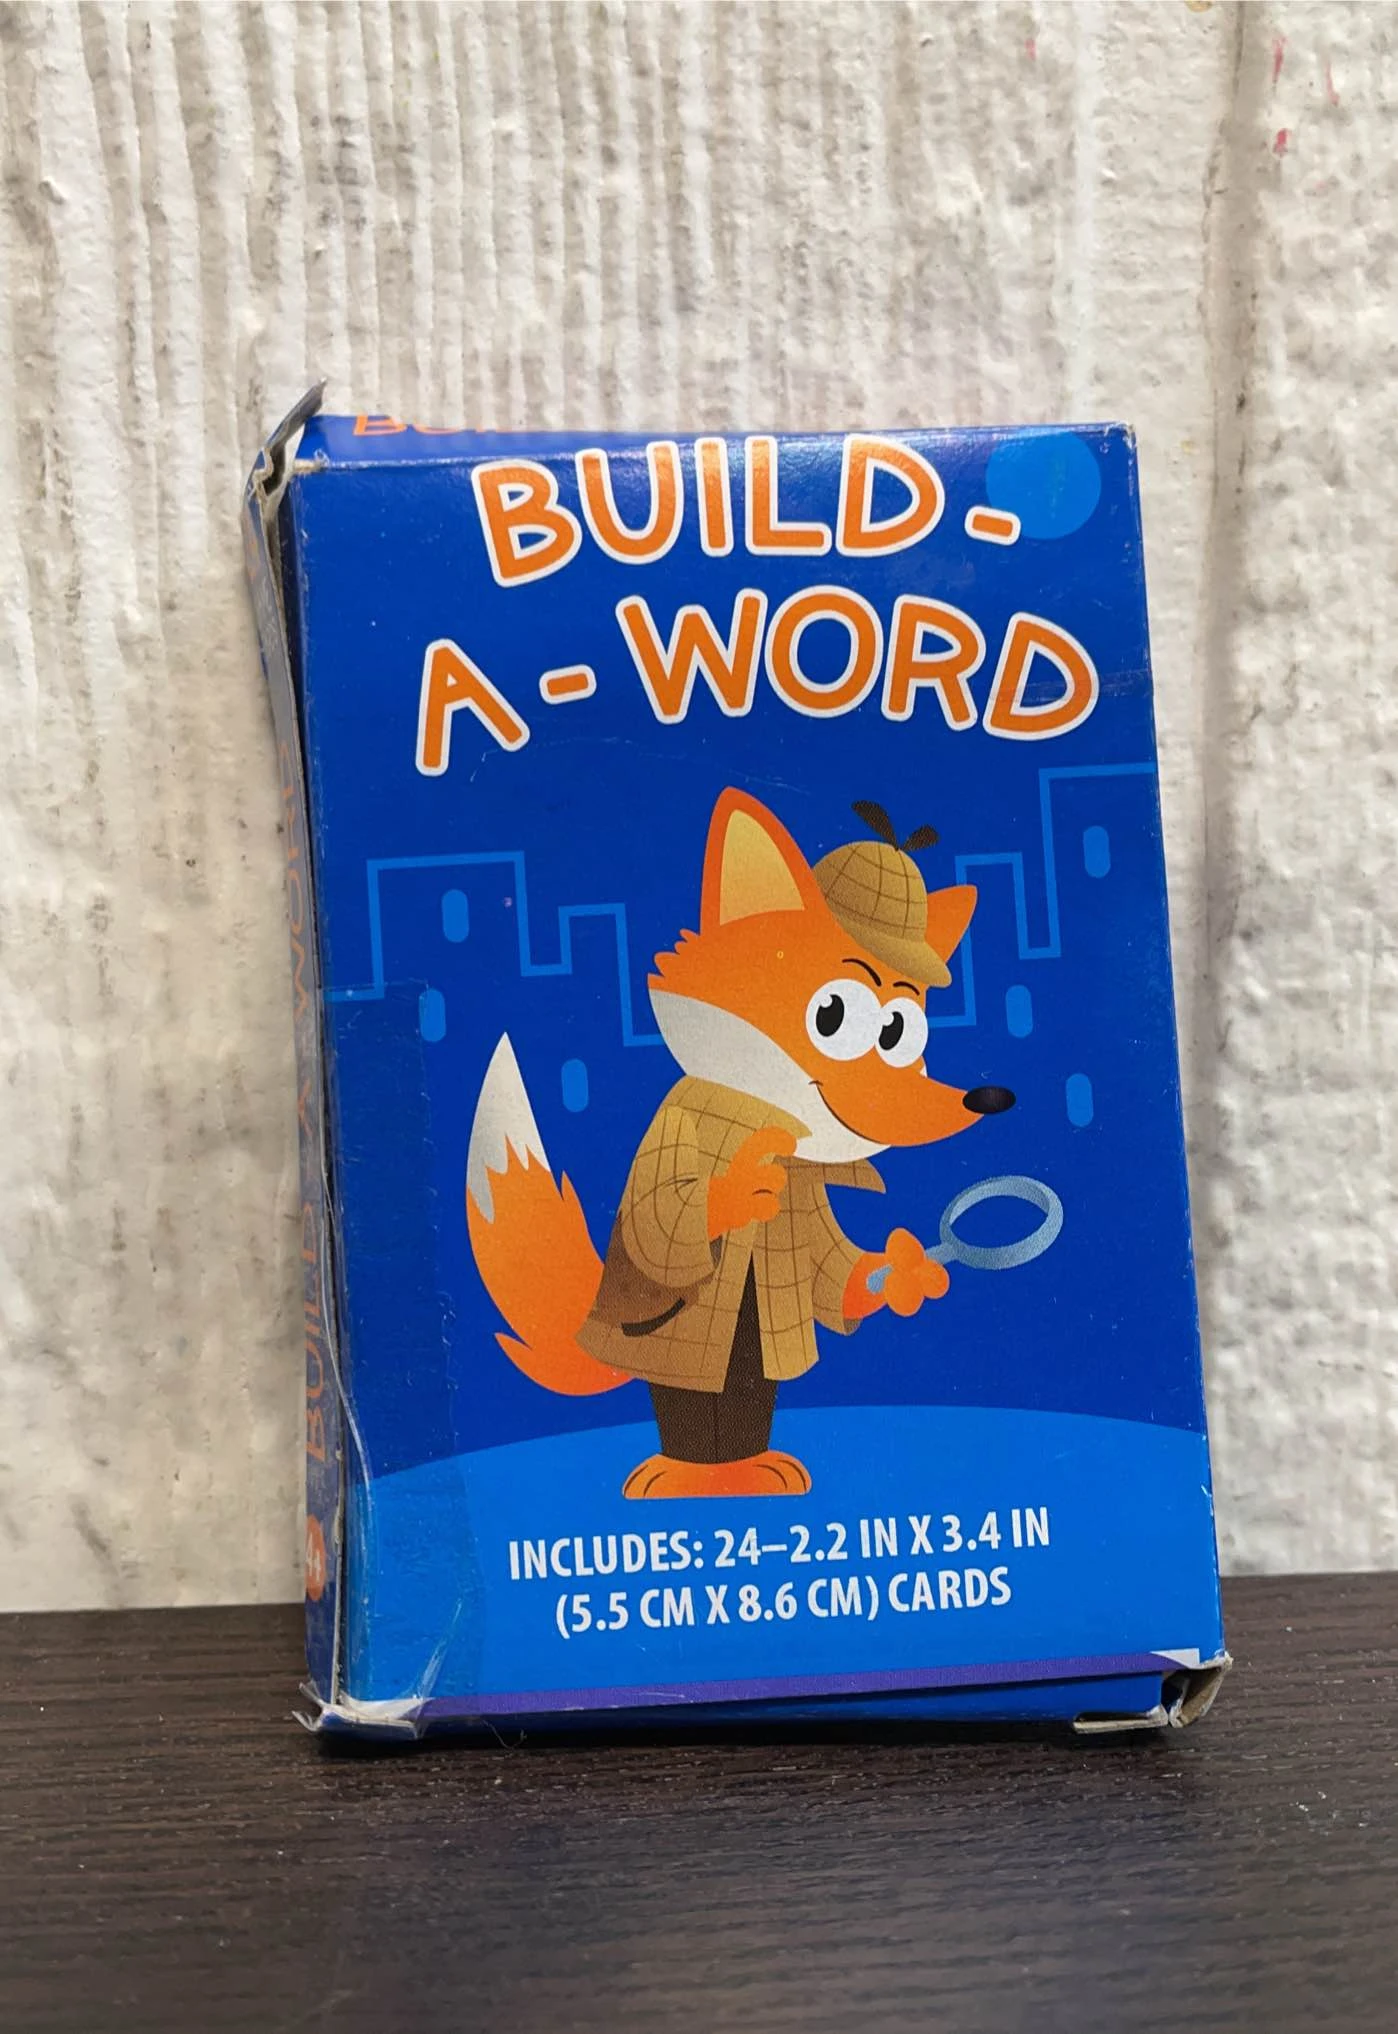 BUILD-
A-WORD
INCLUDES: 24–2.2 IN X 3.4 IN
(5.5 CM X 8.6 CM) CARDS
BUILD-A-WORD
4+